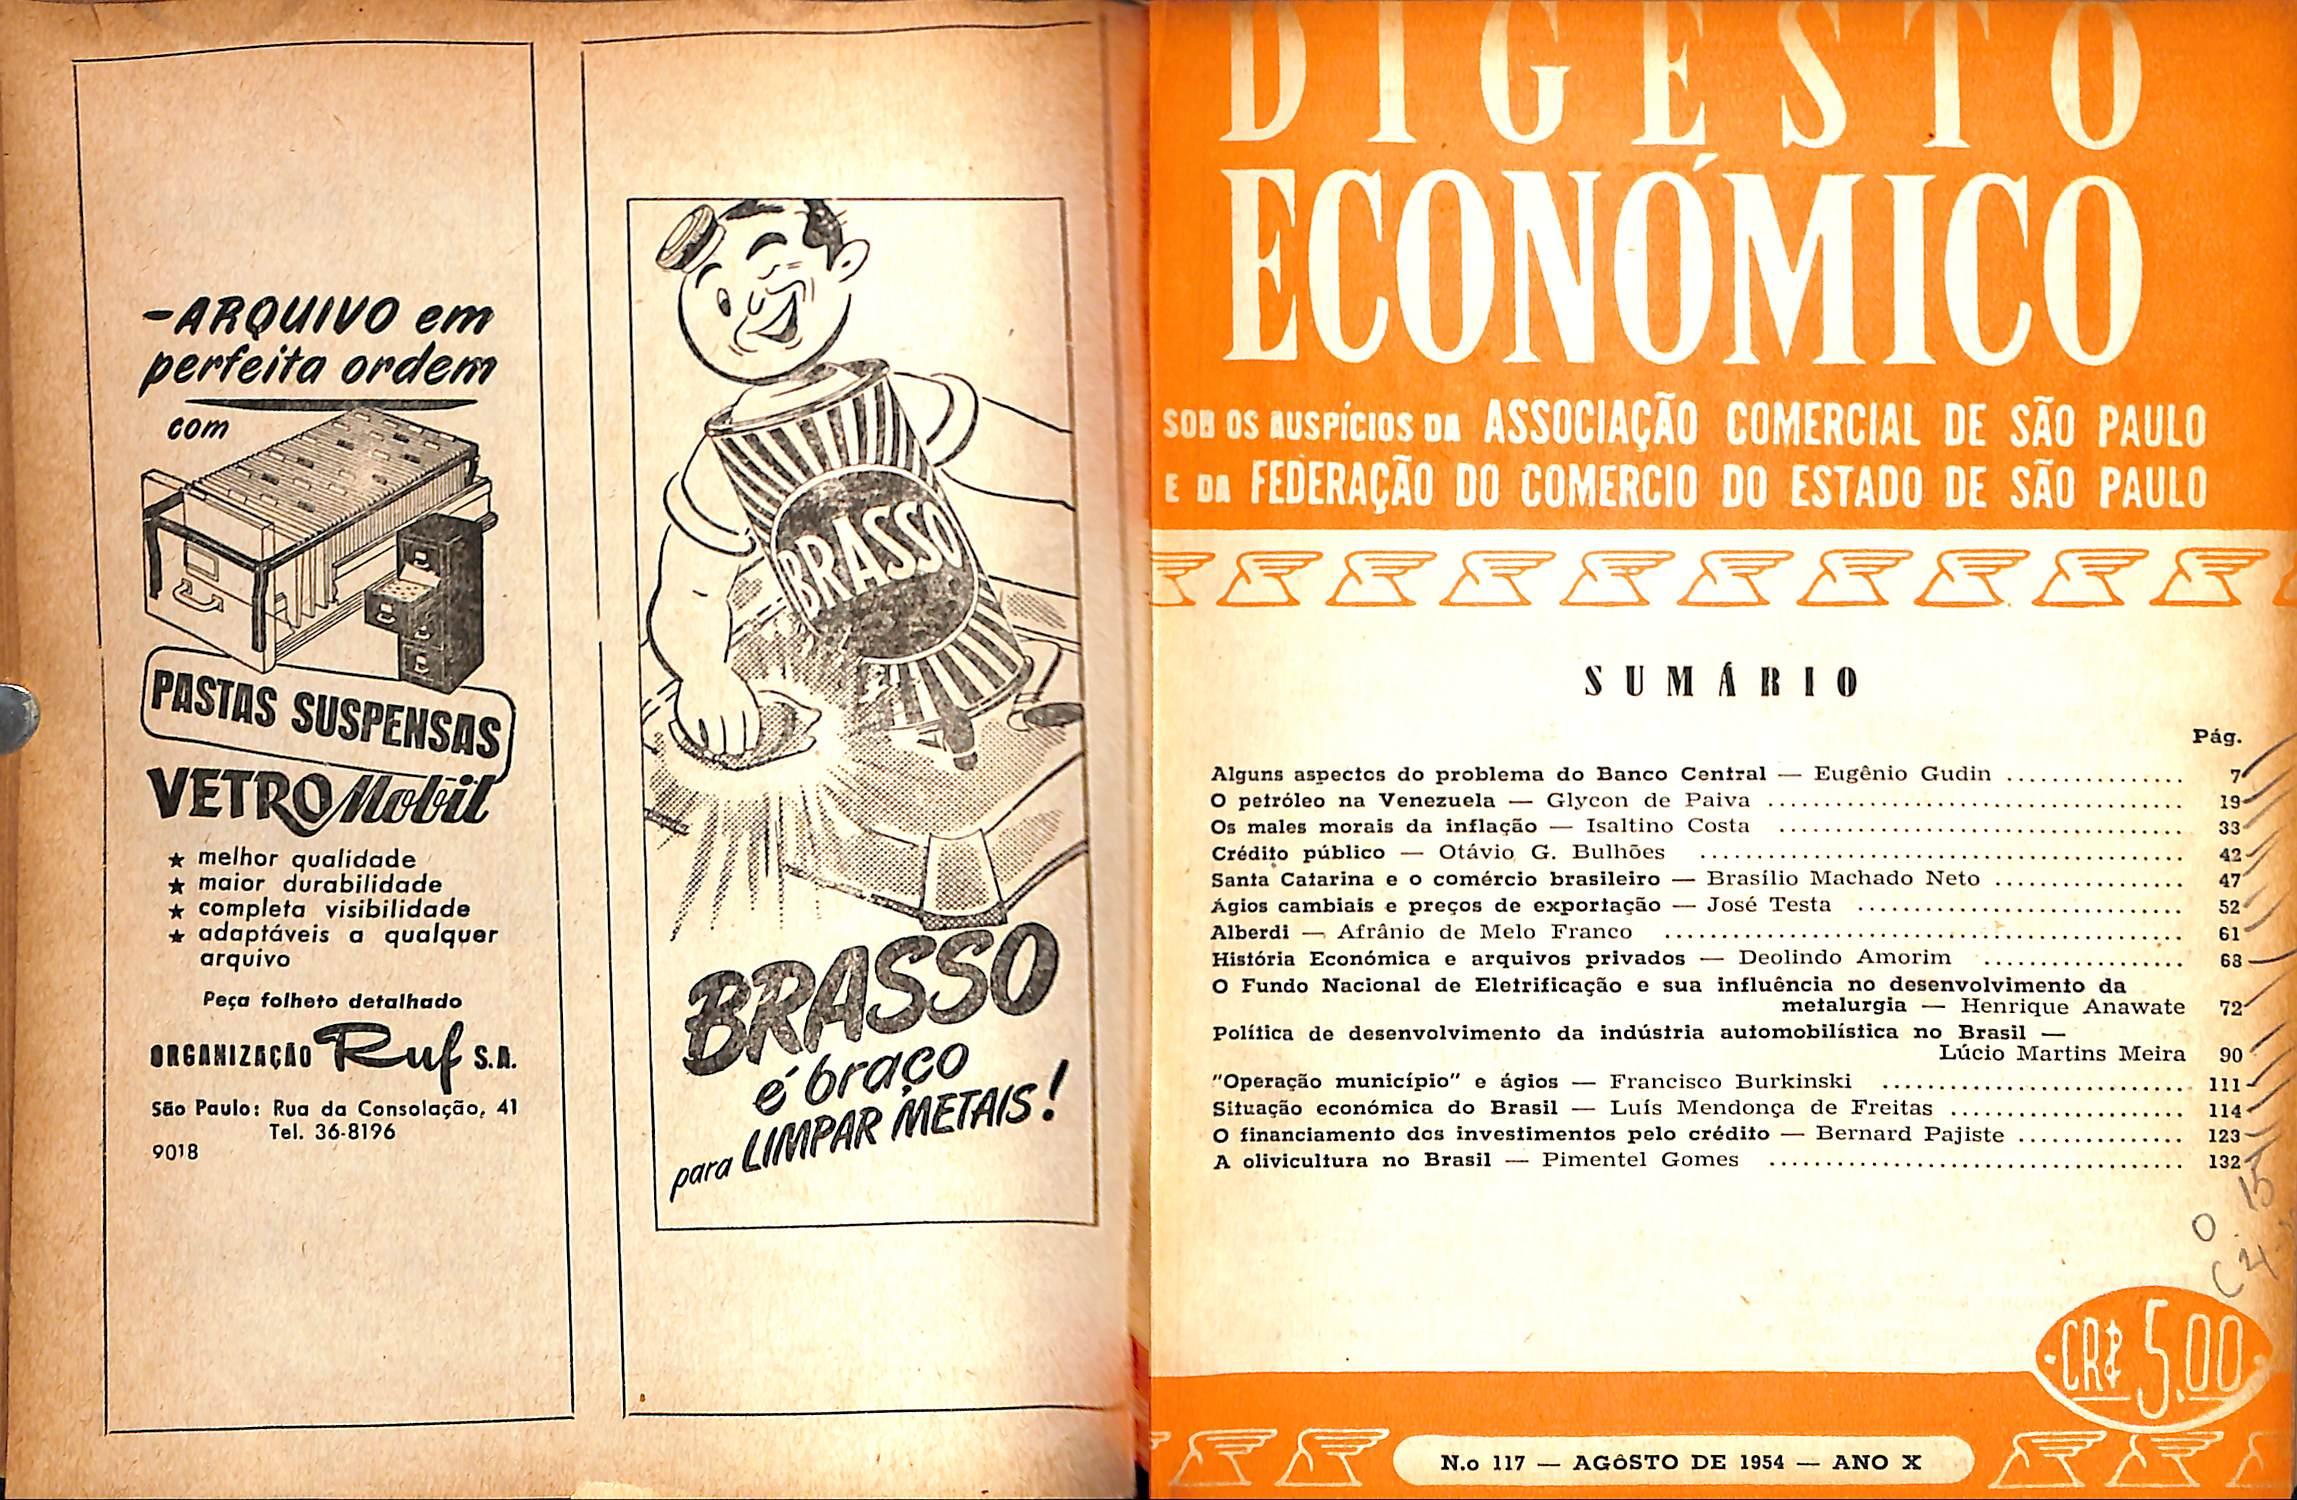 -ARQUIVO em
perfeita ordem
com
PASTAS SUSPENSAS
VETROMobil
★ melhor qualidade
★ maior durabilidade
★ completa visibilidade
★ adaptáveis a qualquer
arquivo
Peça folheto detalhado
ORGANIZAÇÃO Ruf S.A.
São Paulo: Rua da Consolação, 41
Tel. 36-8196
9018
BRASSO
BRASSO
é braço
para LIMPAR METAIS!
DIGESTO
ECONÓMICO
SOB OS AUSPÍCIOS DA ASSOCIAÇÃO COMERCIAL DE SÃO PAULO
E DA FEDERAÇÃO DO COMERCIO DO ESTADO DE SÃO PAULO
SUMÁRIO
Pág.
Alguns aspectos do problema do Banco Central — Eugênio Gudin ................ 7
O petróleo na Venezuela — Glycon de Paiva ..................................... 19
Os males morais da inflação — Isaltino Costa .................................... 33
Crédito público — Otávio G. Bulhões ........................................... 42
Santa Catarina e o comércio brasileiro — Brasílio Machado Neto ................. 47
Ágios cambiais e preços de exportação — José Testa ............................. 52
Alberdi — Afrânio de Melo Franco .............................................. 61
História Económica e arquivos privados — Deolindo Amorim .................. 68
O Fundo Nacional de Eletrificação e sua influência no desenvolvimento da
metalurgia — Henrique Anawate 72
Política de desenvolvimento da indústria automobilística no Brasil —
Lúcio Martins Meira 90
"Operação município" e ágios — Francisco Burkinski ........................... 111
Situação económica do Brasil — Luís Mendonça de Freitas ..................... 114
O financiamento dos investimentos pelo crédito — Bernard Pajiste ............... 123
A olivicultura no Brasil — Pimentel Gomes ..................................... 132
15
CR$ 5.00
N.o 117 — AGÔSTO DE 1954 — ANO X